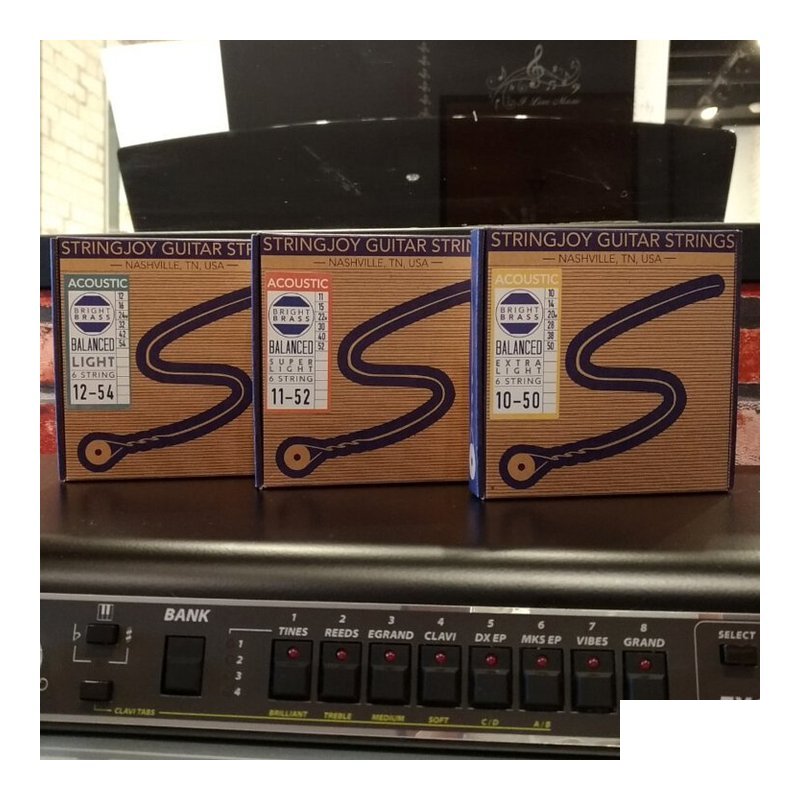 I Love Music
STRINGJOY GUITAR STR
NASHVILLE, TN, USA
ACOUSTIC
BRIGHT
BRASS
BALANCED
LIGHT
6 STRING
12-54
12
16
24w
32
42
54
STRINGJOY GUITAR STRIN
NASHVILLE, TN, USA
ACOUSTIC
BRIGHT
BRASS
BALANCED
SUPER
LIGHT
6 STRING
11-52
11
15
22w
30
40
52
STRINGJOY GUITAR STRINGS
NASHVILLE, TN, USA
ACOUSTIC
BRIGHT
BRASS
BALANCED
EXTRA
LIGHT
6 STRING
10-50
10
14
20w
28
38
50
BANK
1
2
3
4
CLAVI TABS
1 2 3 4 5 6 7 8
TINES REEDS EGRAND CLAVI DX EP MKS EP VIBES GRAND
BRILLIANT TREBLE MEDIUM SOFT C/D A/B
SELECT